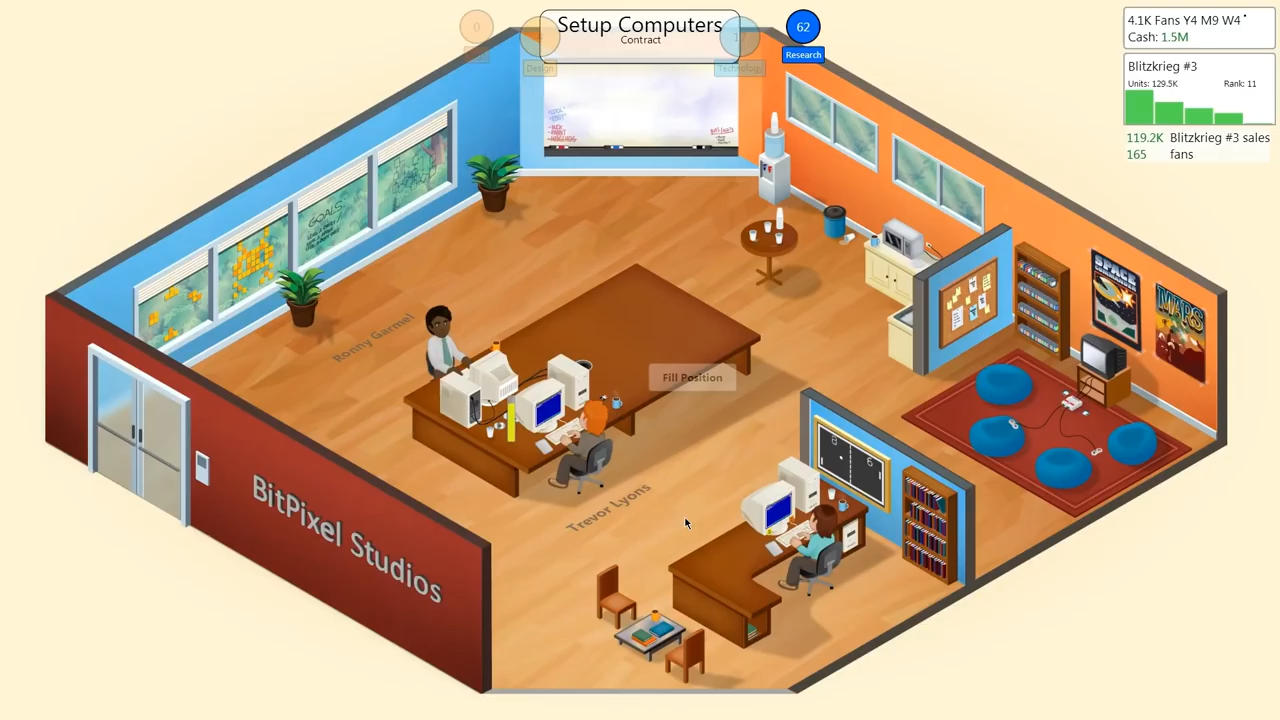 Setup Computers
Contract
0
62
Research
Design
Technology
4.1K Fans Y4 M9 W4
Cash: 1.5M
Blitzkrieg #3
Units: 129.5K
Rank: 11
119.2K
Blitzkrieg #3 sales
165
fans
GOALS
SPACE
MARS
Ronny Garmel
Fill Position
Trevor Lyons
BitPixel Studios